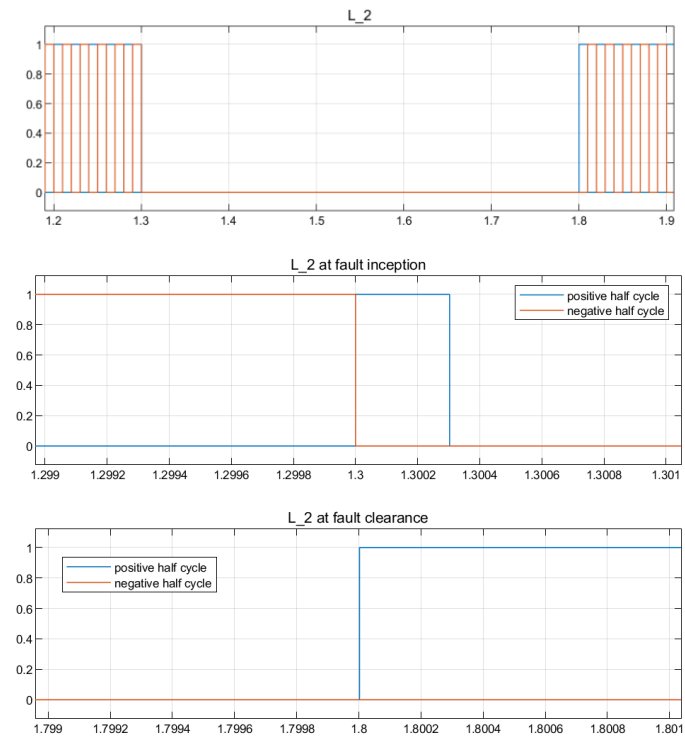 L_2
1
0.8
0.6
0.4
0.2
0
1.2 1.3 1.4 1.5 1.6 1.7 1.8 1.9
L_2 at fault inception
1
0.8
0.6
0.4
0.2
0
positive half cycle
negative half cycle
1.299 1.2992 1.2994 1.2996 1.2998 1.3 1.3002 1.3004 1.3006 1.3008 1.301
L_2 at fault clearance
1
0.8
0.6
0.4
0.2
0
positive half cycle
negative half cycle
1.799 1.7992 1.7994 1.7996 1.7998 1.8 1.8002 1.8004 1.8006 1.8008 1.801